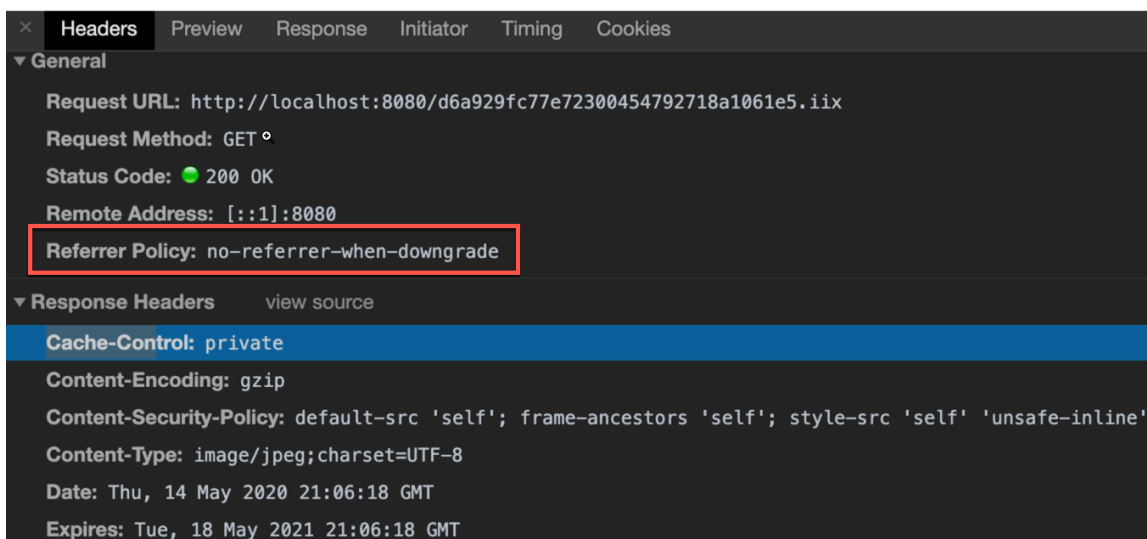 × Headers Preview Response Initiator Timing Cookies
▼ General
Request URL: http://localhost:8080/d6a929fc77e72300454792718a1061e5.iix
Request Method: GET
Status Code: 200 OK
Remote Address: [::1]:8080
Referrer Policy: no-referrer-when-downgrade
▼ Response Headers view source
Cache-Control: private
Content-Encoding: gzip
Content-Security-Policy: default-src 'self'; frame-ancestors 'self'; style-src 'self' 'unsafe-inline'
Content-Type: image/jpeg;charset=UTF-8
Date: Thu, 14 May 2020 21:06:18 GMT
Expires: Tue, 18 May 2021 21:06:18 GMT